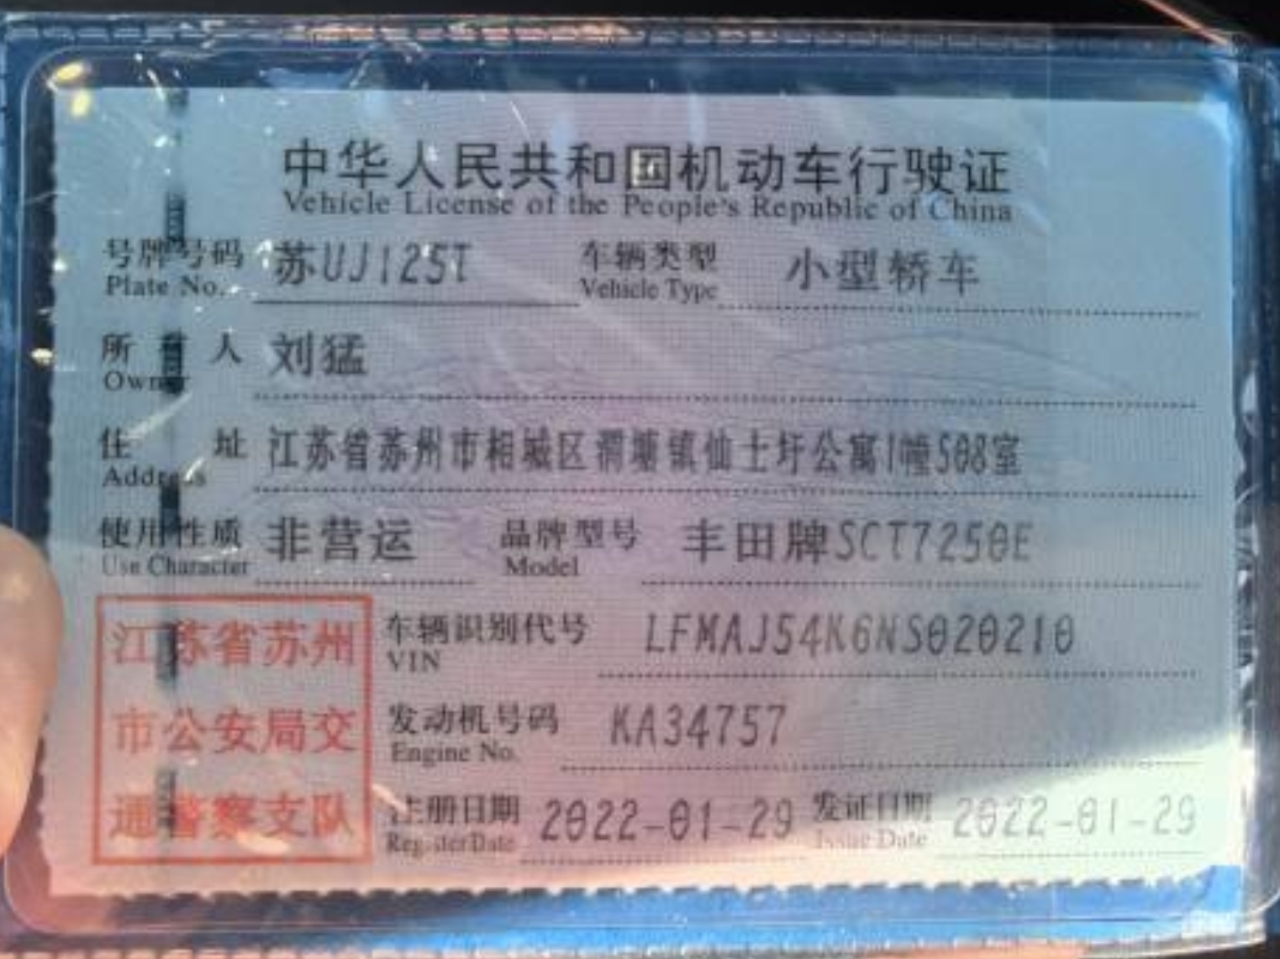 中华人民共和国机动车行驶证
Vehicle License of the People's Republic of China
号牌号码 苏UJ125T 车辆类型 小型轿车
Plate No. Vehicle Type
所有人 刘猛
Owner
住址 江苏省苏州市相城区渭塘镇仙士圩公寓1幢508室
Address
使用性质 非营运 品牌型号 丰田牌SCT7250E
Use Character Model
江苏省苏州 车辆识别代号 LFMAJ54K6NS020210
VIN
市公安局交 发动机号码 KA34757
Engine No.
通警察支队 注册日期 2022-01-29 发证日期 2022-01-29
Register Date Issue Date